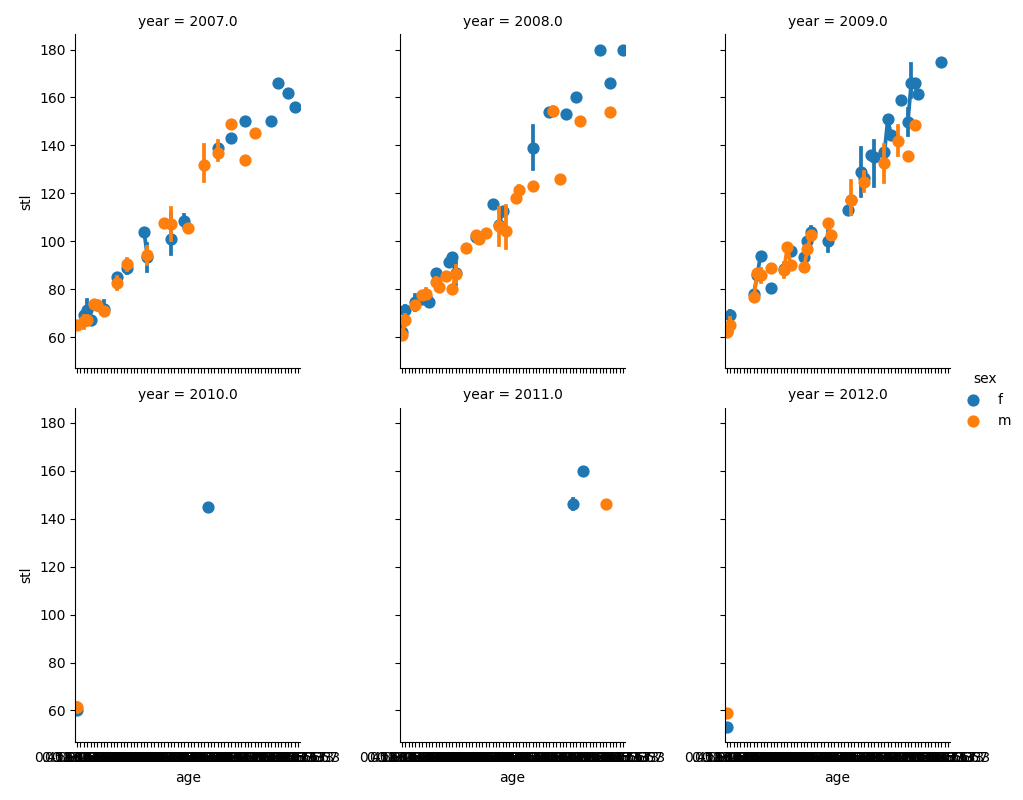 year = 2007.0
year = 2008.0
year = 2009.0
180
160
140
120
100
80
60
stl
sex
f
m
year = 2010.0
year = 2011.0
year = 2012.0
180
160
140
120
100
80
60
stl
age
age
age